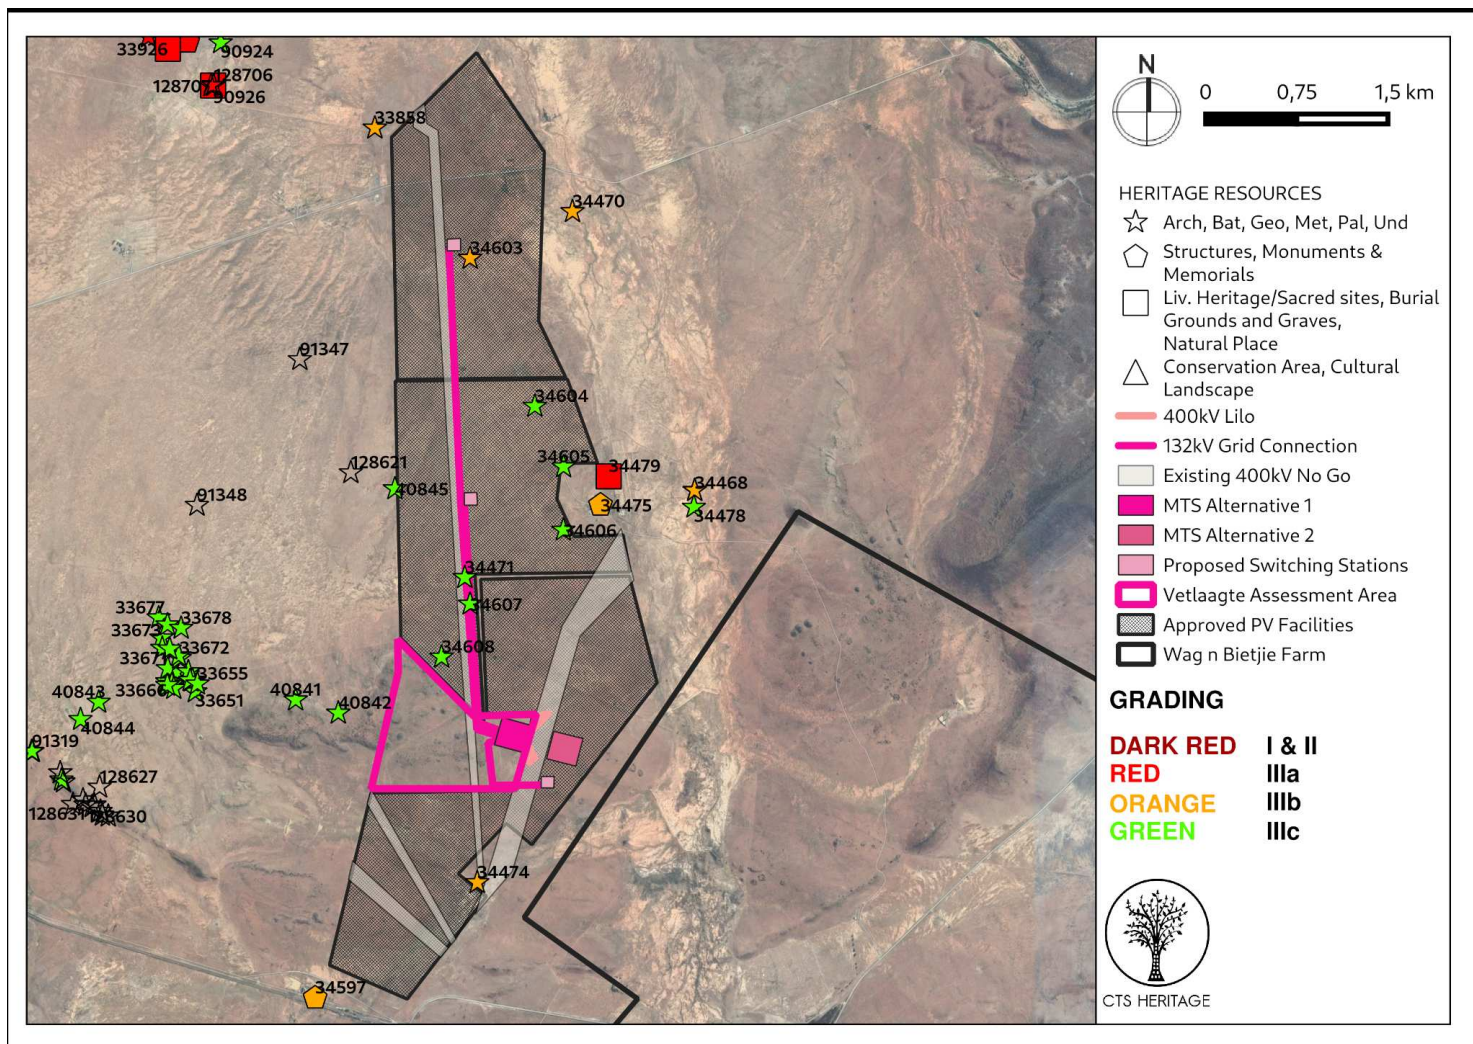 33926
90924
128706
128707
90926
33858
34470
34603
91347
34604
34605
34479
128621
40845
91348
34468
34475
34478
34606
34471
34607
33677
33678
33673
33672
34608
33671
33655
33666
33651
40843
40841
40842
40844
91319
128627
128631
128630
34474
34597
N
0 0,75 1,5 km
HERITAGE RESOURCES
Arch, Bat, Geo, Met, Pal, Und
Structures, Monuments &
Memorials
Liv. Heritage/Sacred sites, Burial
Grounds and Graves,
Natural Place
Conservation Area, Cultural
Landscape
400kV Lilo
132kV Grid Connection
Existing 400kV No Go
MTS Alternative 1
MTS Alternative 2
Proposed Switching Stations
Vetlaagte Assessment Area
Approved PV Facilities
Wag n Bietjie Farm
GRADING
DARK RED I & II
RED IIIa
ORANGE IIIb
GREEN IIIc
CTS HERITAGE